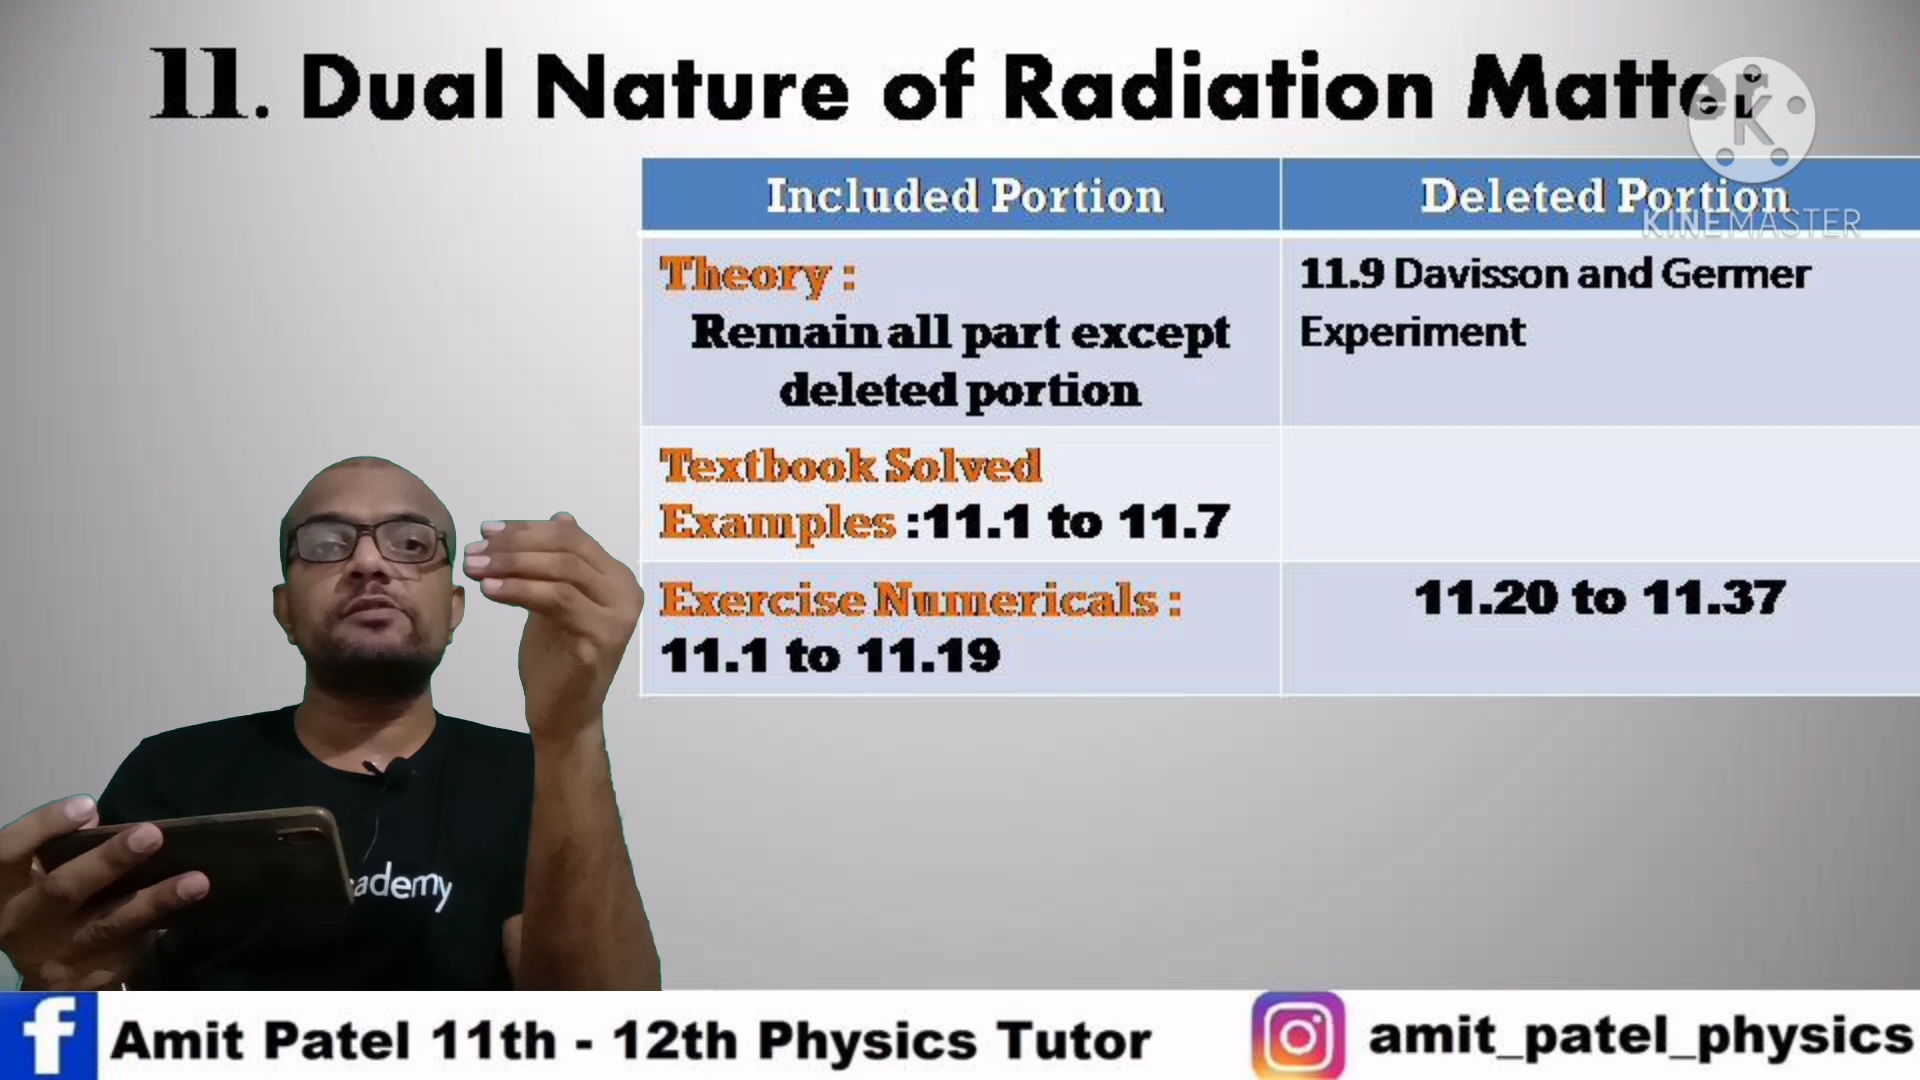 11. Dual Nature of Radiation Matter
K
KINEMASTER
Included Portion
Deleted Portion
Theory :
Remain all part except
deleted portion
11.9 Davisson and Germer
Experiment
Textbook Solved
Examples :11.1 to 11.7
Exercise Numericals :
11.1 to 11.19
11.20 to 11.37
ademy
f Amit Patel 11th - 12th Physics Tutor
amit_patel_physics